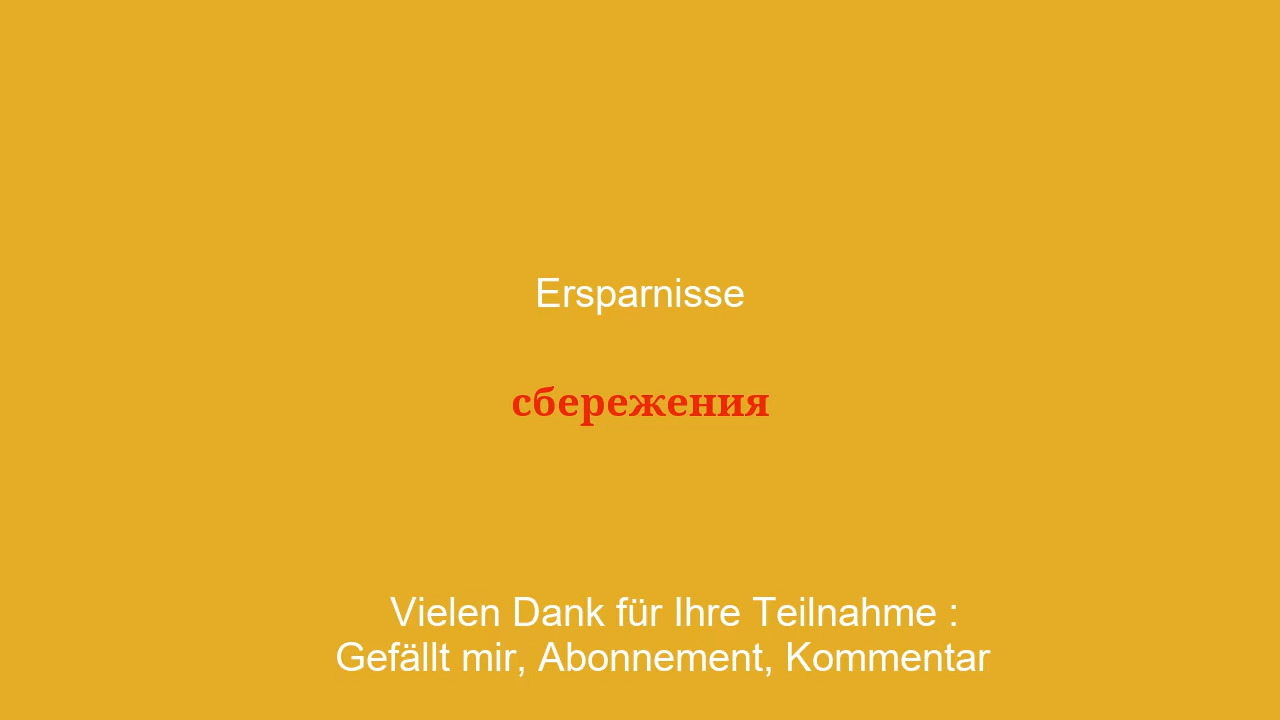 Ersparnisse
сбережения
Vielen Dank für Ihre Teilnahme :
Gefällt mir, Abonnement, Kommentar